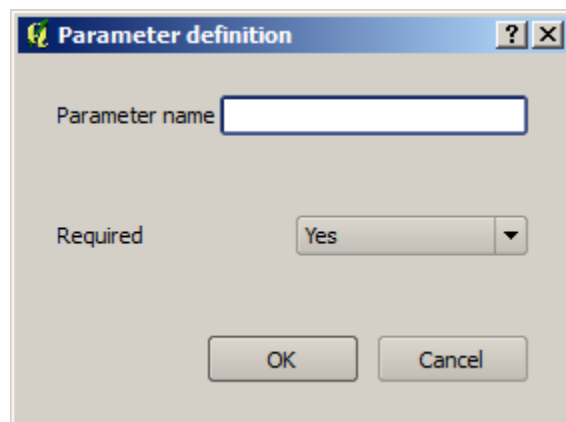 Parameter definition
Parameter name
Required Yes
OK Cancel